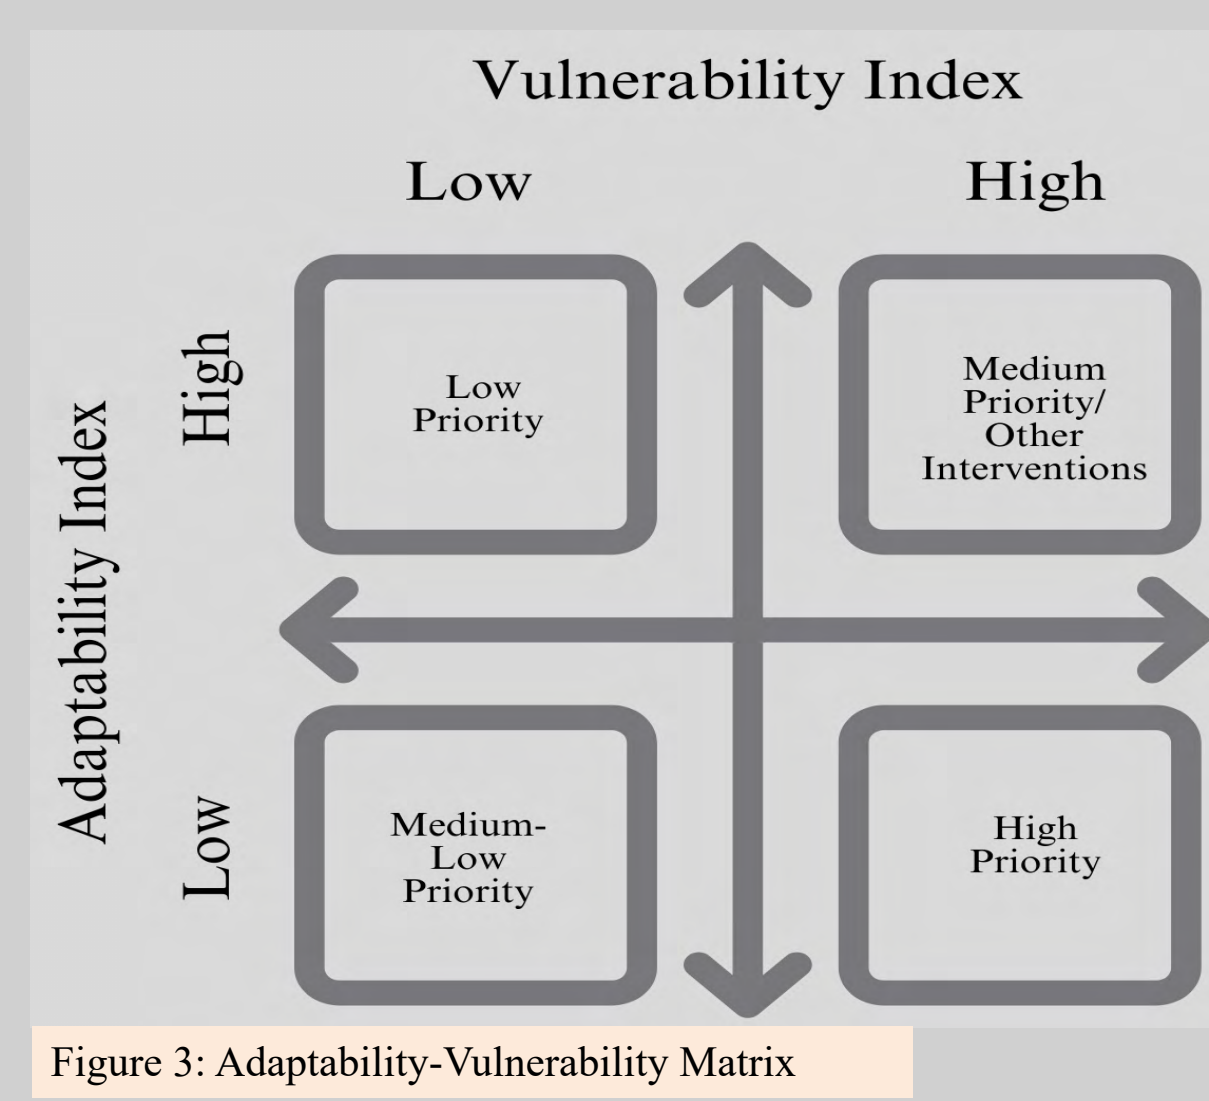 Vulnerability Index
Low
High
Adaptability Index
High
Low
Priority
Medium
Priority/
Other
Interventions
Low
Medium-
Low
Priority
High
Priority
Figure 3: Adaptability-Vulnerability Matrix